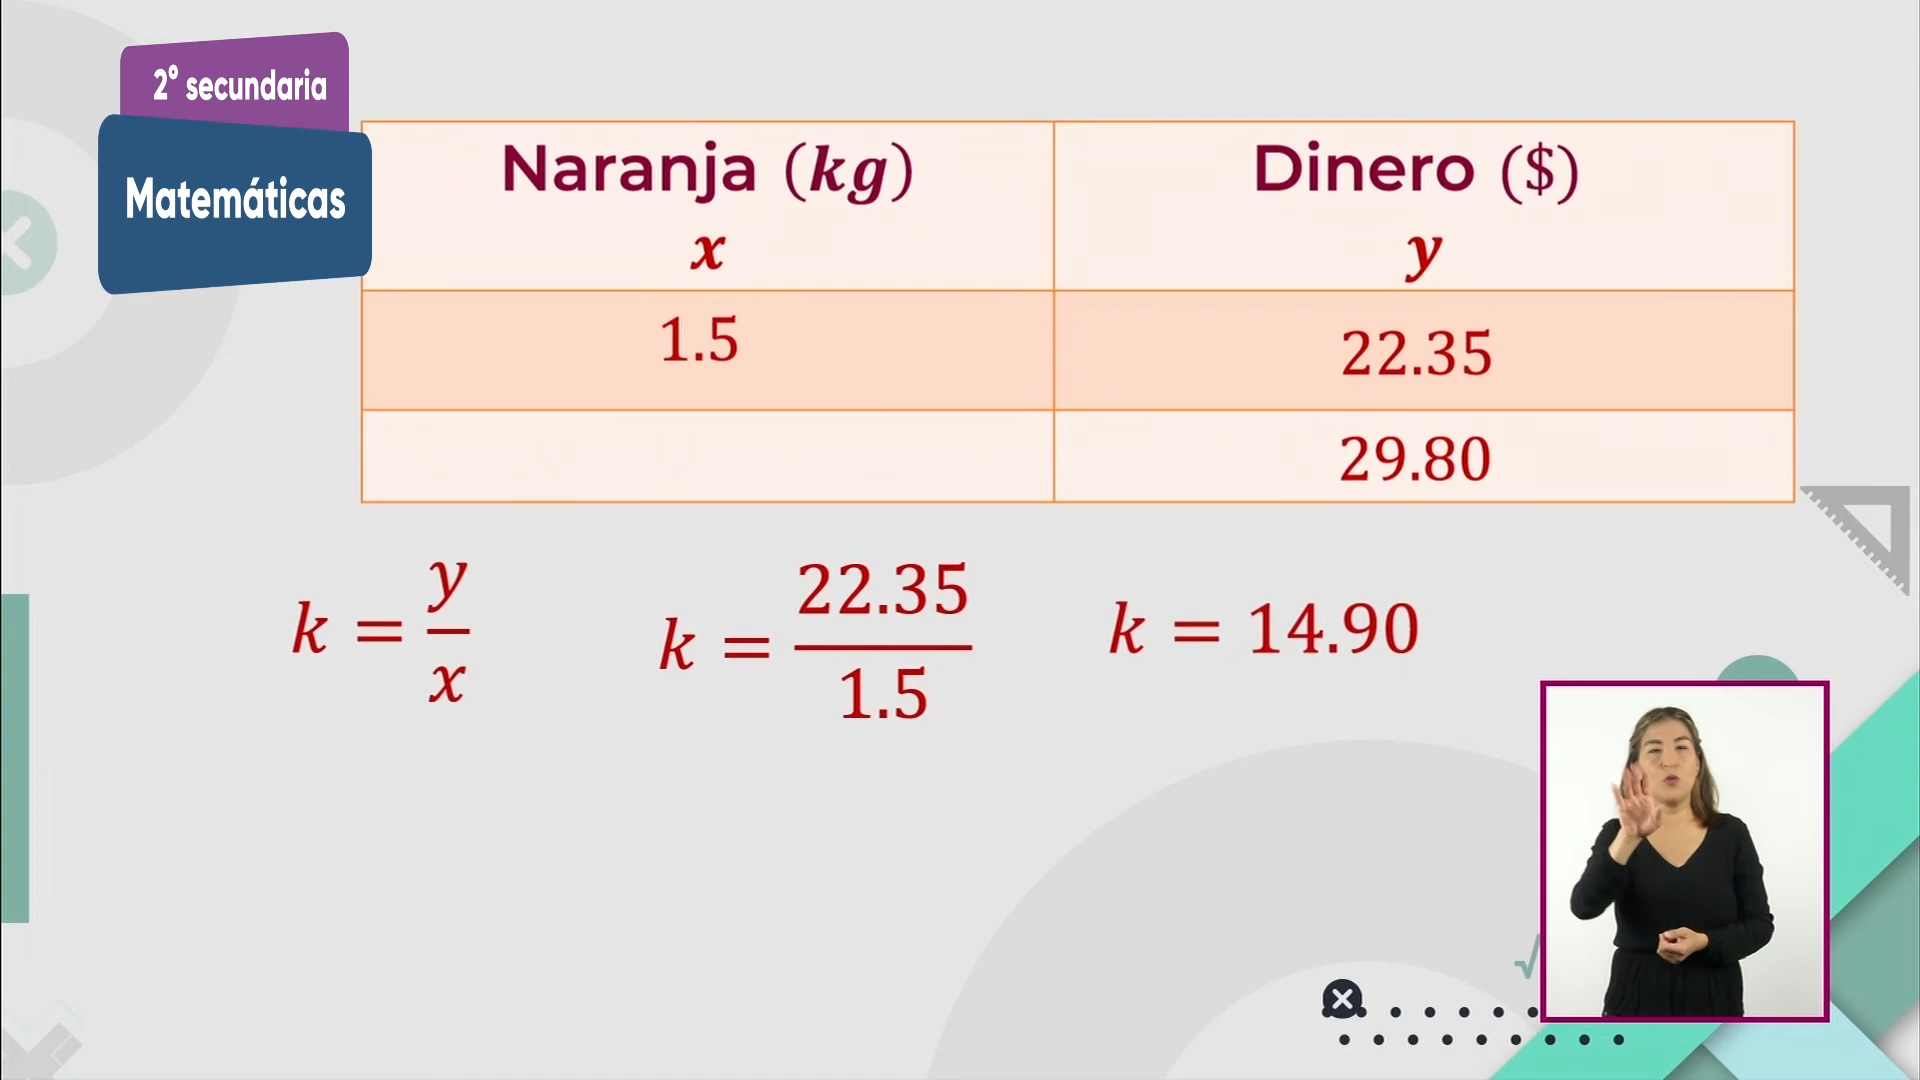 2° secundaria
Matemáticas
Naranja (kg) Dinero ($)
x y
1.5 22.35
29.80
k = y/x k = 22.35/1.5 k = 14.90